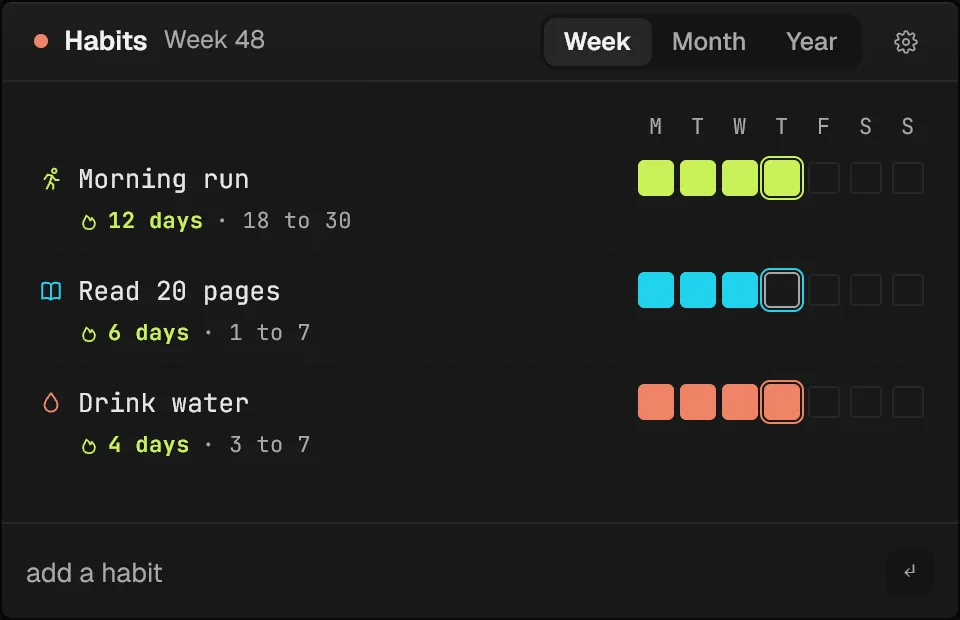 Habits Week 48 Week Month Year
M T W T F S S
Morning run
12 days · 18 to 30
Read 20 pages
6 days · 1 to 7
Drink water
4 days · 3 to 7
add a habit